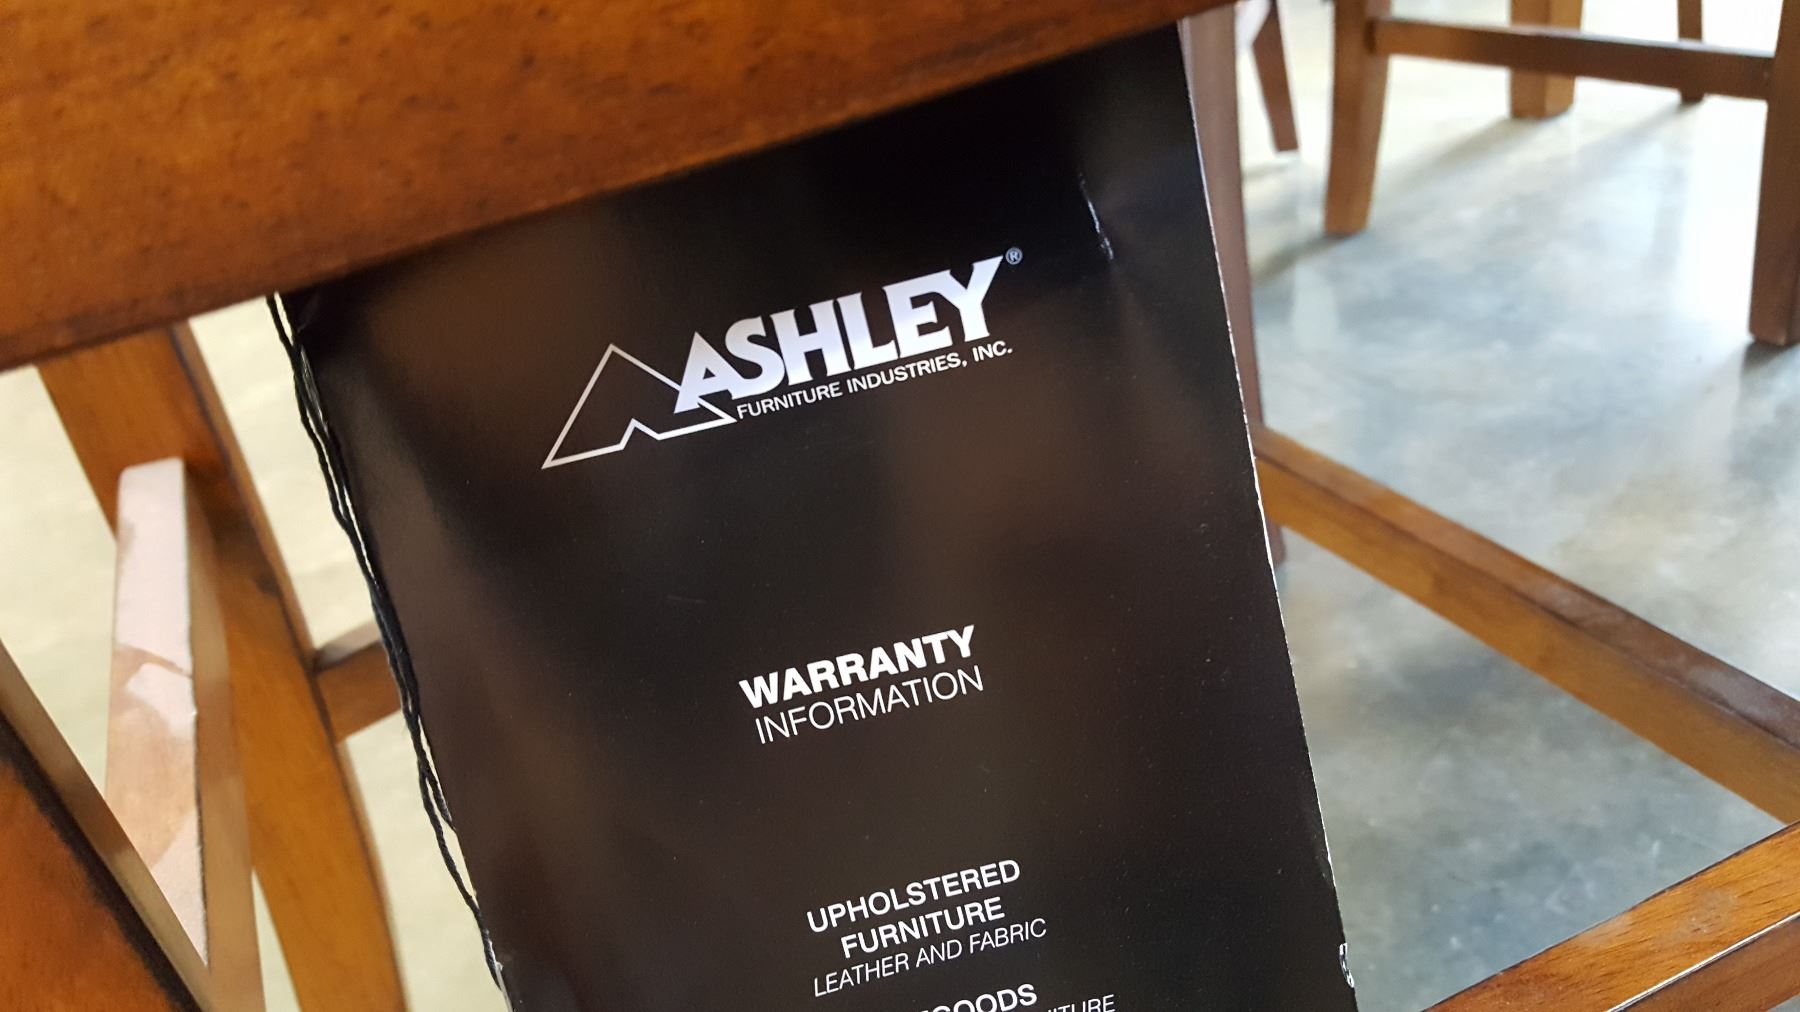 ASHLEY®
FURNITURE INDUSTRIES, INC.
WARRANTY
INFORMATION
UPHOLSTERED
FURNITURE
LEATHER AND FABRIC